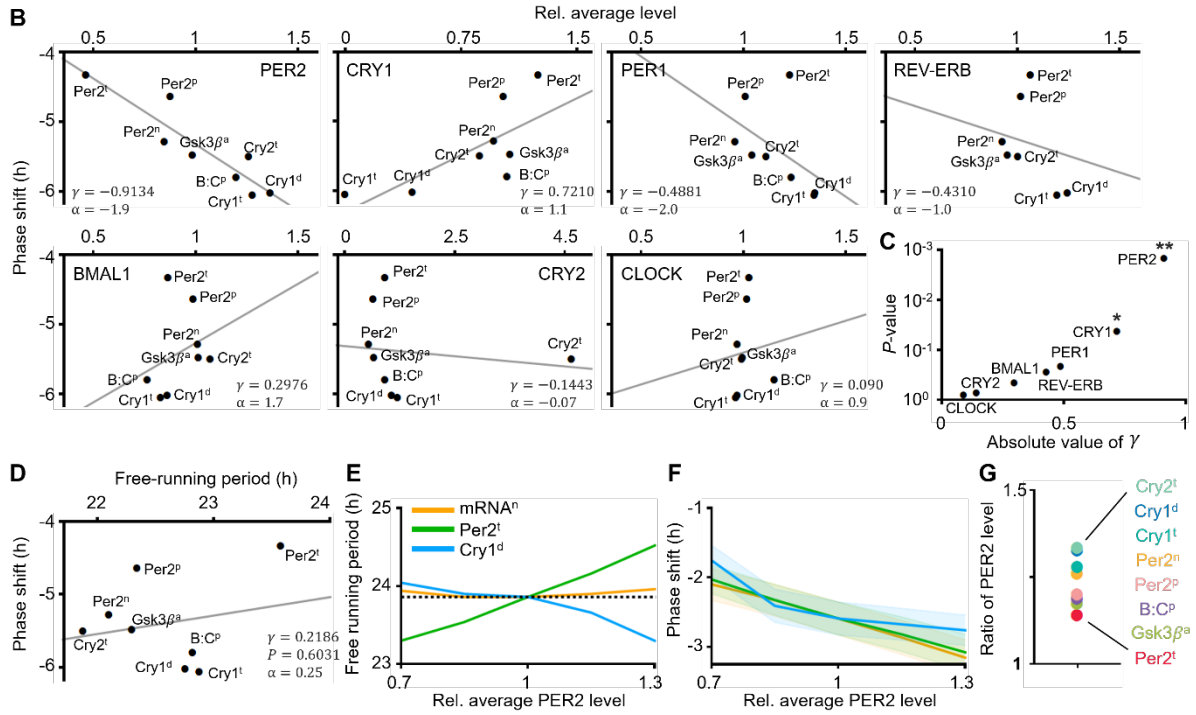 B
Rel. average level
0.5 1 1.5
0 0.75 1.5
0.5 1 1.5
0.5 1 1.5
Phase shift (h)
-4
-5
-6
PER2
Per2ᵗ
Per2ᵖ
Per2ⁿ
Gsk3βᵃ
Cry2ᵗ
B:Cᵖ
Cry1ᵈ
Cry1ᵗ
γ = −0.9134
α = −1.9
CRY1
Per2ᵗ
Per2ᵖ
Per2ⁿ
Cry2ᵗ
Gsk3βᵃ
B:Cᵖ
Cry1ᵗ
Cry1ᵈ
γ = 0.7210
α = 1.1
PER1
Per2ᵗ
Per2ᵖ
Per2ⁿ
Cry2ᵗ
Gsk3βᵃ
B:Cᵖ
Cry1ᵈ
Cry1ᵗ
γ = −0.4881
α = −2.0
REV-ERB
Per2ᵗ
Per2ᵖ
Per2ⁿ
Gsk3βᵃ
Cry2ᵗ
Cry1ᵈ
Cry1ᵗ
γ = −0.4310
α = −1.0
0.5 1 1.5
0 2.5 4.5
0.5 1 1.5
-4
-5
-6
BMAL1
Per2ᵗ
Per2ᵖ
Per2ⁿ
Gsk3βᵃ
Cry2ᵗ
B:Cᵖ
Cry1ᵗ
Cry1ᵈ
γ = 0.2976
α = 1.7
CRY2
Per2ᵗ
Per2ᵖ
Per2ⁿ
Gsk3βᵃ
Cry2ᵗ
B:Cᵖ
Cry1ᵈ
Cry1ᵗ
γ = −0.1443
α = −0.07
CLOCK
Per2ᵗ
Per2ᵖ
Per2ⁿ
Gsk3βᵃ
Cry2ᵗ
B:Cᵖ
Cry1ᵗ
Cry1ᵈ
γ = 0.090
α = 0.9
C
P-value
10⁻³
10⁻²
10⁻¹
10⁰
**
PER2
*
CRY1
PER1
BMAL1
REV-ERB
CRY2
CLOCK
0.5 1
Absolute value of γ
D
Free-running period (h)
22 23 24
Phase shift (h)
-4
-5
-6
Per2ᵗ
Per2ᵖ
Per2ⁿ
Gsk3βᵃ
Cry2ᵗ
B:Cᵖ
Cry1ᵈ
Cry1ᵗ
γ = 0.2186
P = 0.6031
α = 0.25
E
Free running period (h)
25
24
23
mRNAⁿ
Per2ᵗ
Cry1ᵈ
0.7 1 1.3
Rel. average PER2 level
F
Phase shift (h)
-1
-2
-3
0.7 1 1.3
Rel. average PER2 level
G
Ratio of PER2 level
1.5
1
Cry2ᵗ
Cry1ᵈ
Cry1ᵗ
Per2ⁿ
Per2ᵖ
B:Cᵖ
Gsk3βᵃ
Per2ᵗ